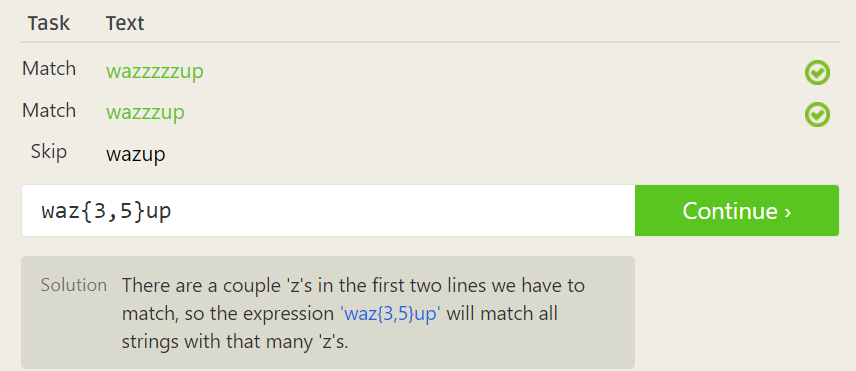 Task Text
Match wazzzzzup
Match wazzzup
Skip wazup
waz{3,5}up Continue ›
Solution There are a couple 'z's in the first two lines we have to
match, so the expression 'waz{3,5}up' will match all
strings with that many 'z's.